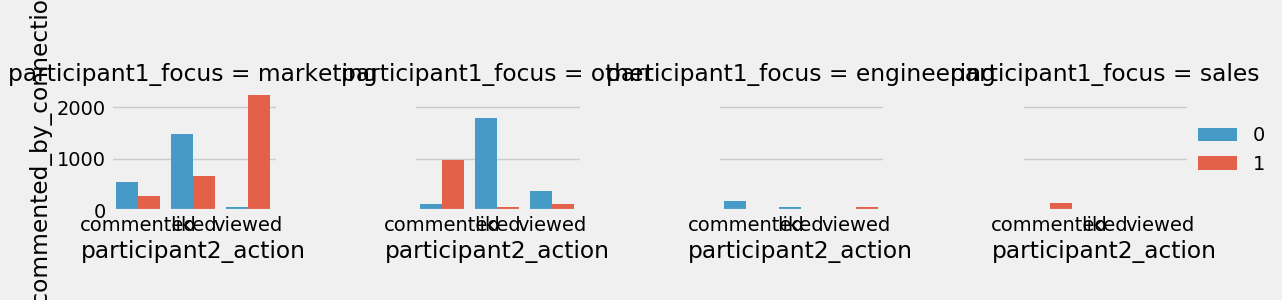 commented_by_connectio
participant1_focus = marketing
participant1_focus = other
participant1_focus = engineering
participant1_focus = sales
2000
1000
0
commented
liked
viewed
participant2_action
commented
liked
viewed
participant2_action
commented
liked
viewed
participant2_action
commented
liked
viewed
participant2_action
0
1